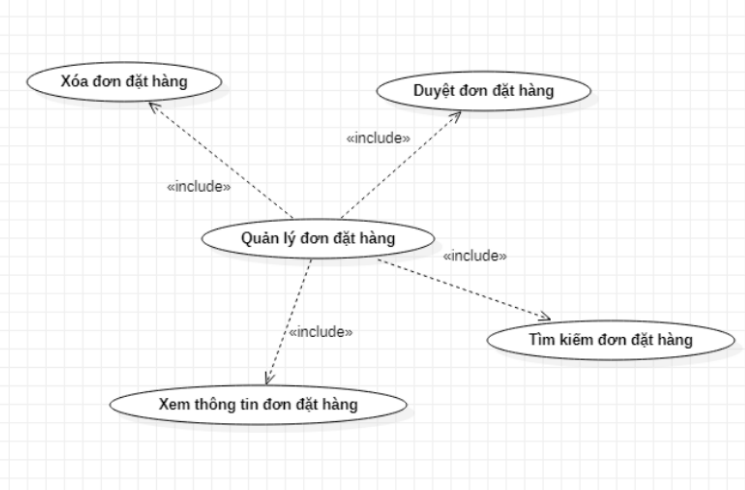 Xóa đơn đặt hàng
Duyệt đơn đặt hàng
«include»
«include»
Quản lý đơn đặt hàng
«include»
«include»
Tìm kiếm đơn đặt hàng
Xem thông tin đơn đặt hàng